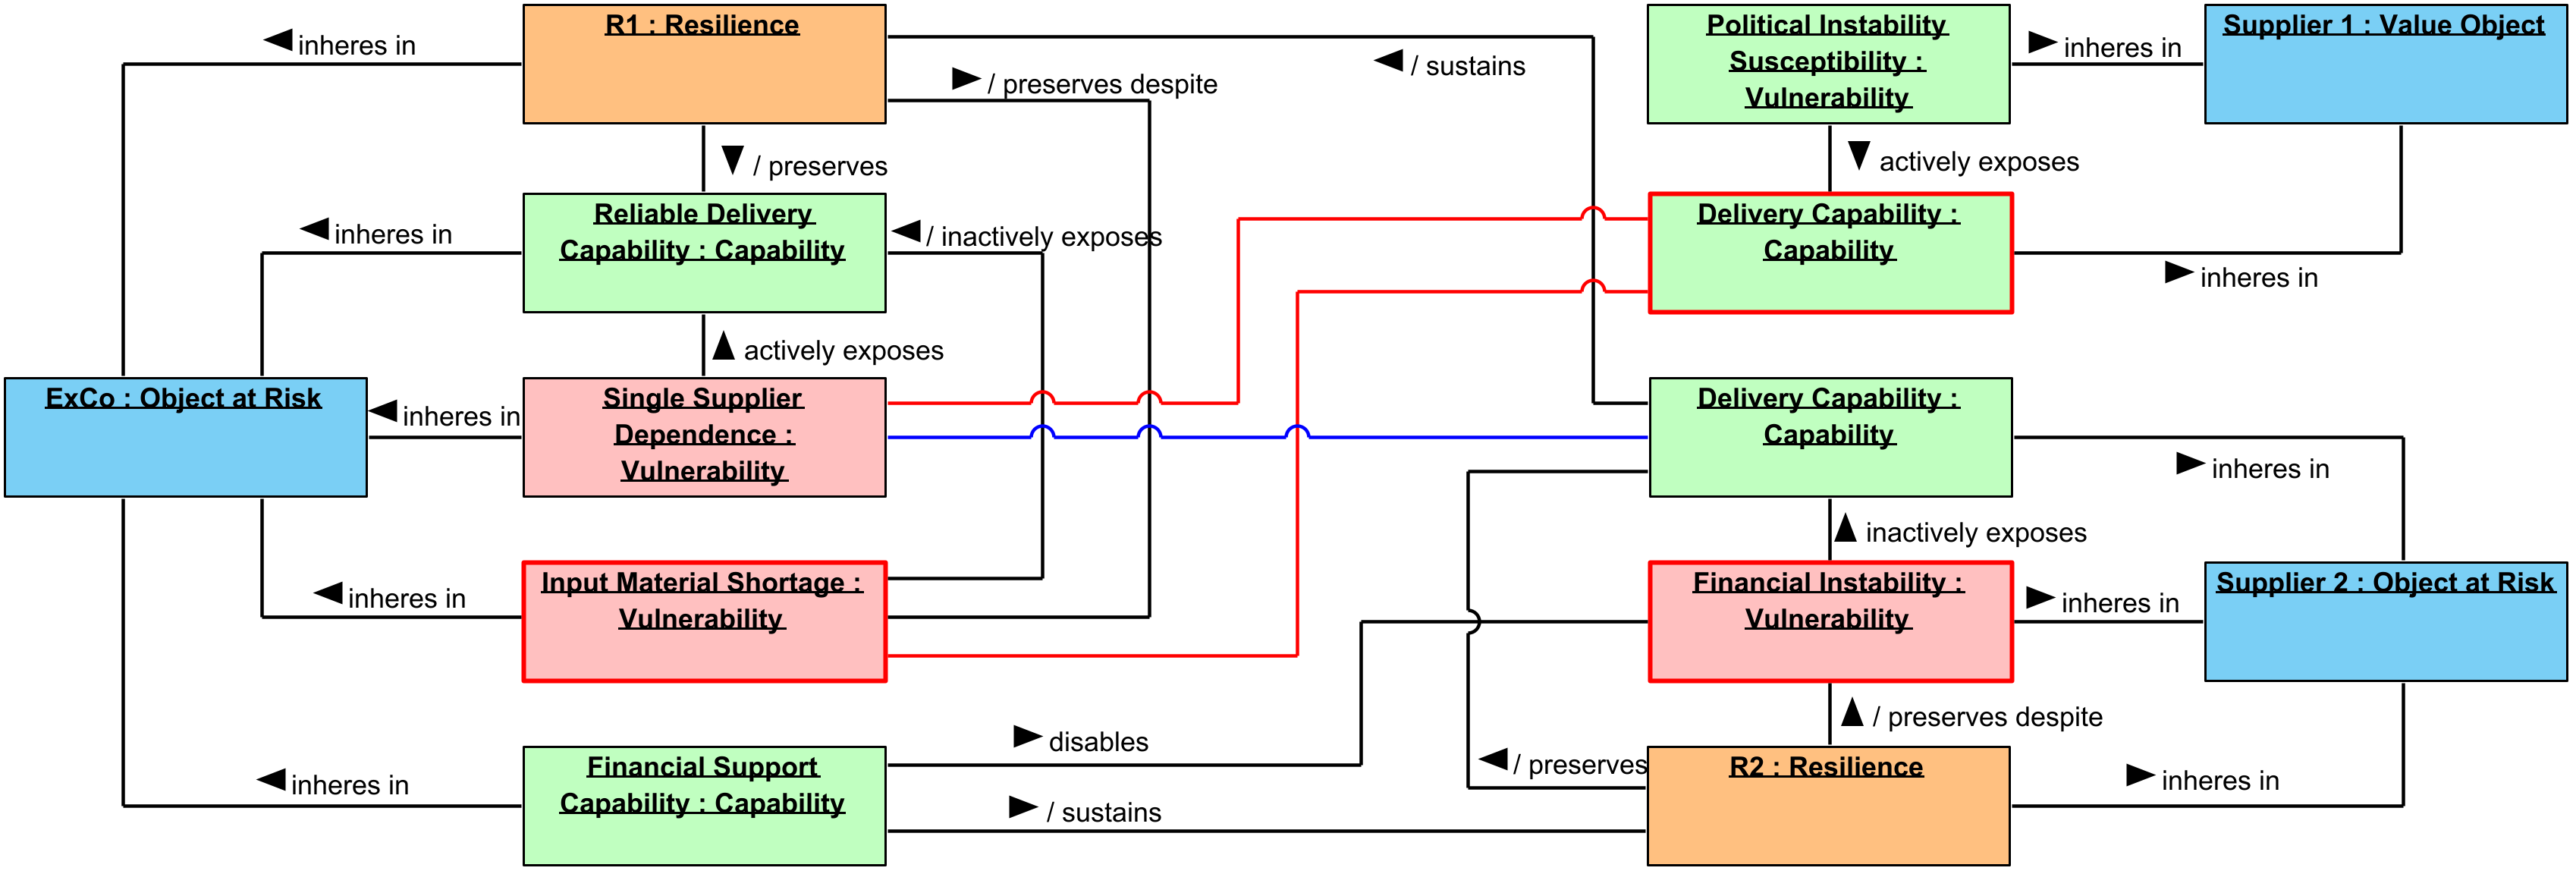 R1 : Resilience
Political Instability
Susceptibility :
Vulnerability
Supplier 1 : Value Object
inheres in
/ sustains
inheres in
/ preserves despite
/ preserves
actively exposes
Reliable Delivery
Capability : Capability
Delivery Capability :
Capability
inheres in
/ inactively exposes
inheres in
actively exposes
ExCo : Object at Risk
inheres in
Single Supplier
Dependence :
Vulnerability
Delivery Capability :
Capability
inheres in
inactively exposes
Input Material Shortage :
Vulnerability
Financial Instability :
Vulnerability
Supplier 2 : Object at Risk
inheres in
inheres in
/ preserves despite
disables
Financial Support
Capability : Capability
/ preserves
R2 : Resilience
inheres in
inheres in
/ sustains